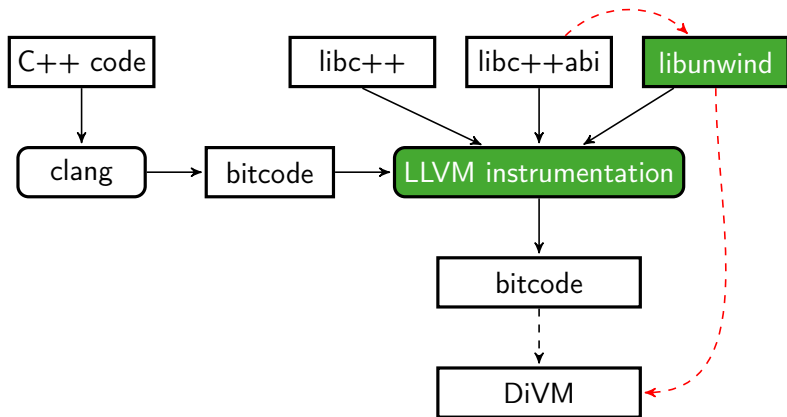 C++ code
libc++
libc++abi
libunwind
clang
bitcode
LLVM instrumentation
bitcode
DiVM